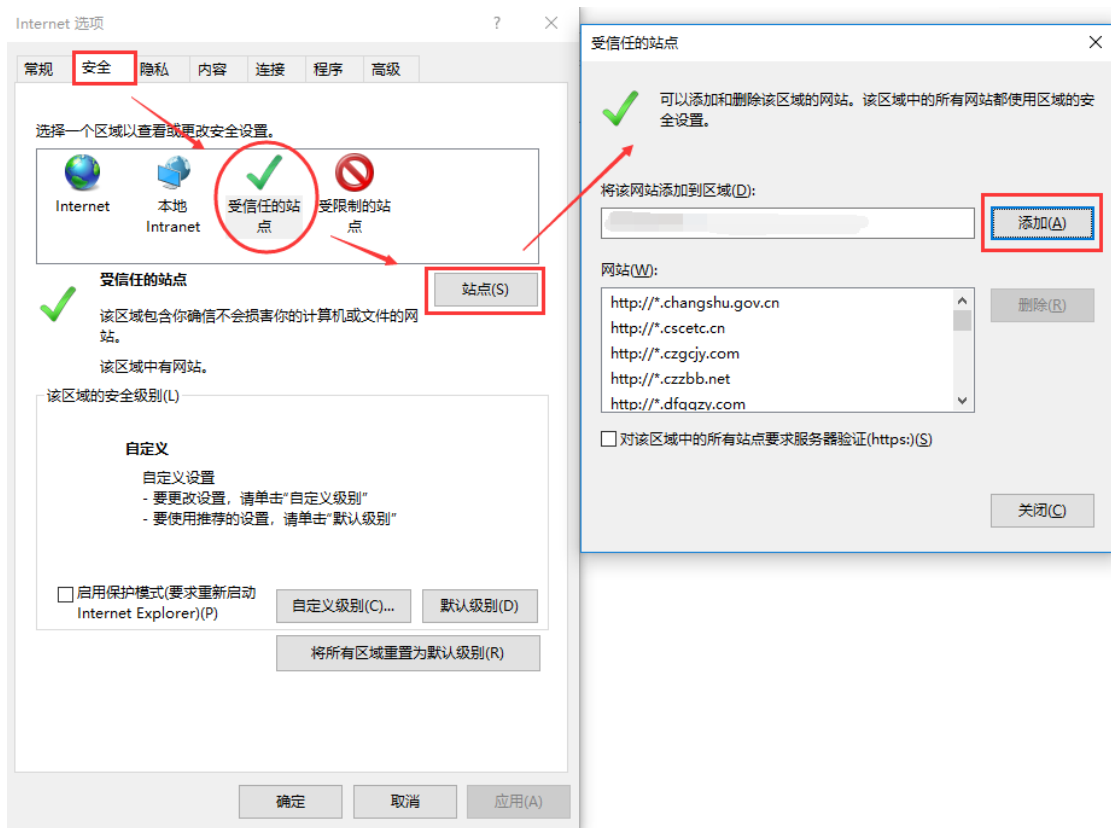 Internet 选项
常规 安全 隐私 内容 连接 程序 高级
选择一个区域以查看或更改安全设置。
Internet
本地
Intranet
受信任的站
点
受限制的站
点
受信任的站点
站点(S)
该区域包含你确信不会损害你的计算机或文件的网
站。
该区域中有网站。
该区域的安全级别(L)
自定义
自定义设置
- 要更改设置，请单击“自定义级别”
- 要使用推荐的设置，请单击“默认级别”
启用保护模式(要求重新启动
Internet Explorer)(P)
自定义级别(C)...
默认级别(D)
将所有区域重置为默认级别(R)
确定
取消
应用(A)
受信任的站点
可以添加和删除该区域的网站。该区域中的所有网站都使用区域的安
全设置。
将该网站添加到区域(D):
添加(A)
网站(W):
http://*.changshu.gov.cn
http://*.cscetc.cn
http://*.czgcjy.com
http://*.czzbb.net
http://*.dfggzy.com
删除(R)
对该区域中的所有站点要求服务器验证(https:)(S)
关闭(C)